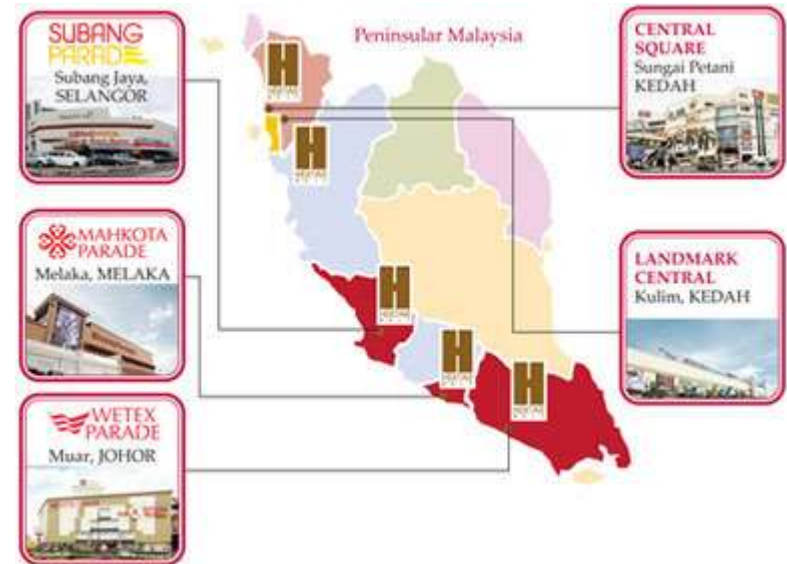 SUBANG
PARADE
Subang Jaya,
SELANGOR
Peninsular Malaysia
CENTRAL
SQUARE
Sungai Petani
KEDAH
H
H
MAHKOTA
PARADE
Melaka, MELAKA
LANDMARK
CENTRAL
Kulim, KEDAH
H
H
H
WETEX
PARADE
Muar, JOHOR